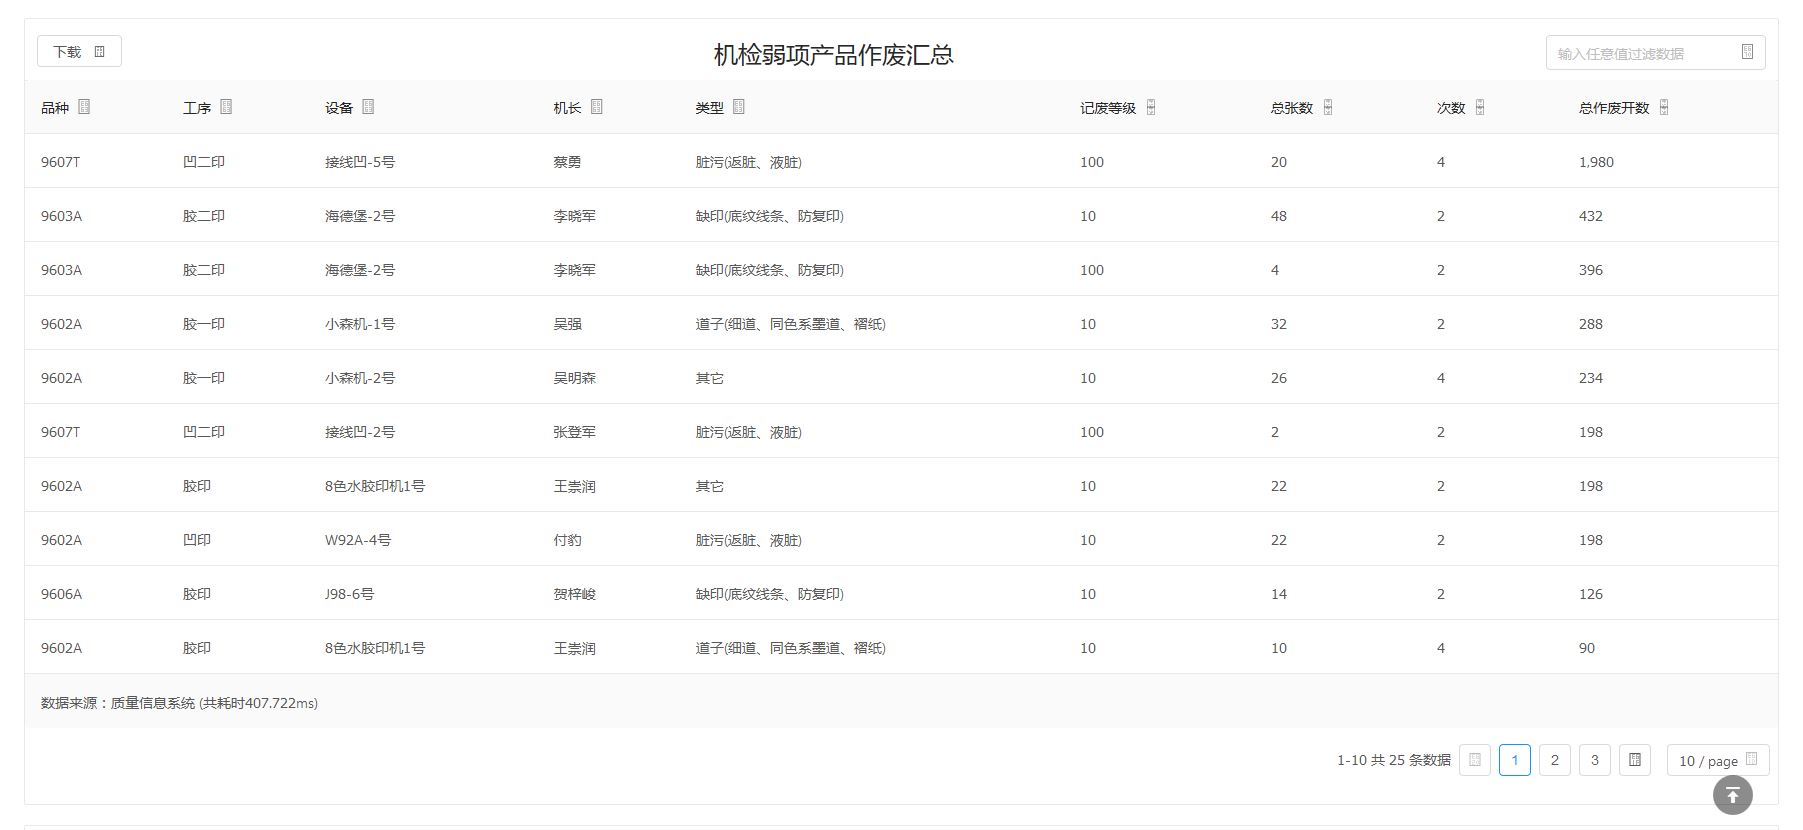 下载
机检弱项产品作废汇总
输入任意值过滤数据
品种 工序 设备 机长 类型 记废等级 总张数 次数 总作废开数
9607T 凹二印 接线凹-5号 蔡勇 脏污(返脏、液脏) 100 20 4 1,980
9603A 胶二印 海德堡-2号 李晓军 缺印(底纹线条、防复印) 10 48 2 432
9603A 胶二印 海德堡-2号 李晓军 缺印(底纹线条、防复印) 100 4 2 396
9602A 胶一印 小森机-1号 吴强 道子(细道、同色系墨道、褶纸) 10 32 2 288
9602A 胶一印 小森机-2号 吴明森 其它 10 26 4 234
9607T 凹二印 接线凹-2号 张登军 脏污(返脏、液脏) 100 2 2 198
9602A 胶印 8色水胶印机1号 王崇润 其它 10 22 2 198
9602A 凹印 W92A-4号 付豹 脏污(返脏、液脏) 10 22 2 198
9606A 胶印 J98-6号 贺梓峻 缺印(底纹线条、防复印) 10 14 2 126
9602A 胶印 8色水胶印机1号 王崇润 道子(细道、同色系墨道、褶纸) 10 10 4 90
数据来源：质量信息系统 (共耗时407.722ms)
1-10 共 25 条数据 1 2 3 10 / page